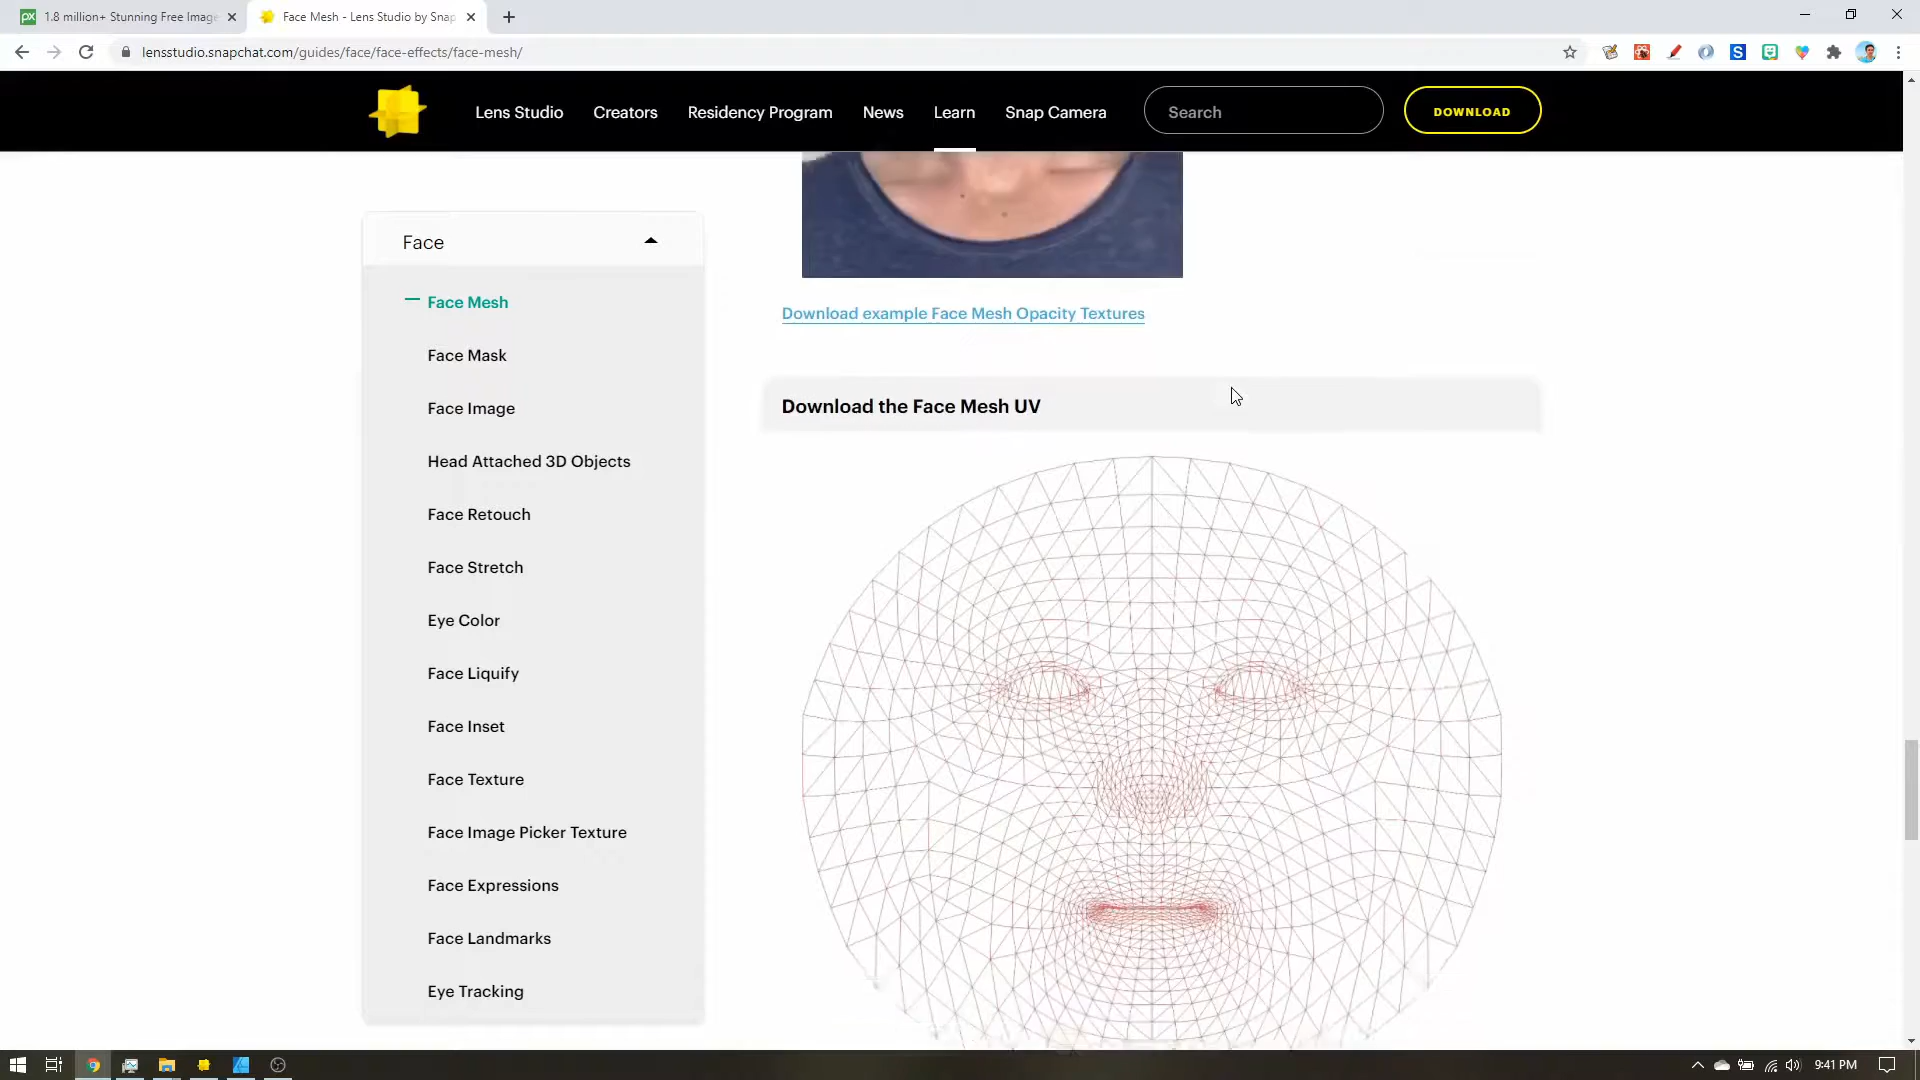 1.8 million+ Stunning Free Image
Face Mesh - Lens Studio by Snap
lensstudio.snapchat.com/guides/face/face-effects/face-mesh/
Lens Studio
Creators
Residency Program
News
Learn
Snap Camera
Search
DOWNLOAD
Face
Face Mesh
Face Mask
Face Image
Head Attached 3D Objects
Face Retouch
Face Stretch
Eye Color
Face Liquify
Face Inset
Face Texture
Face Image Picker Texture
Face Expressions
Face Landmarks
Eye Tracking
Download example Face Mesh Opacity Textures
Download the Face Mesh UV
9:41 PM